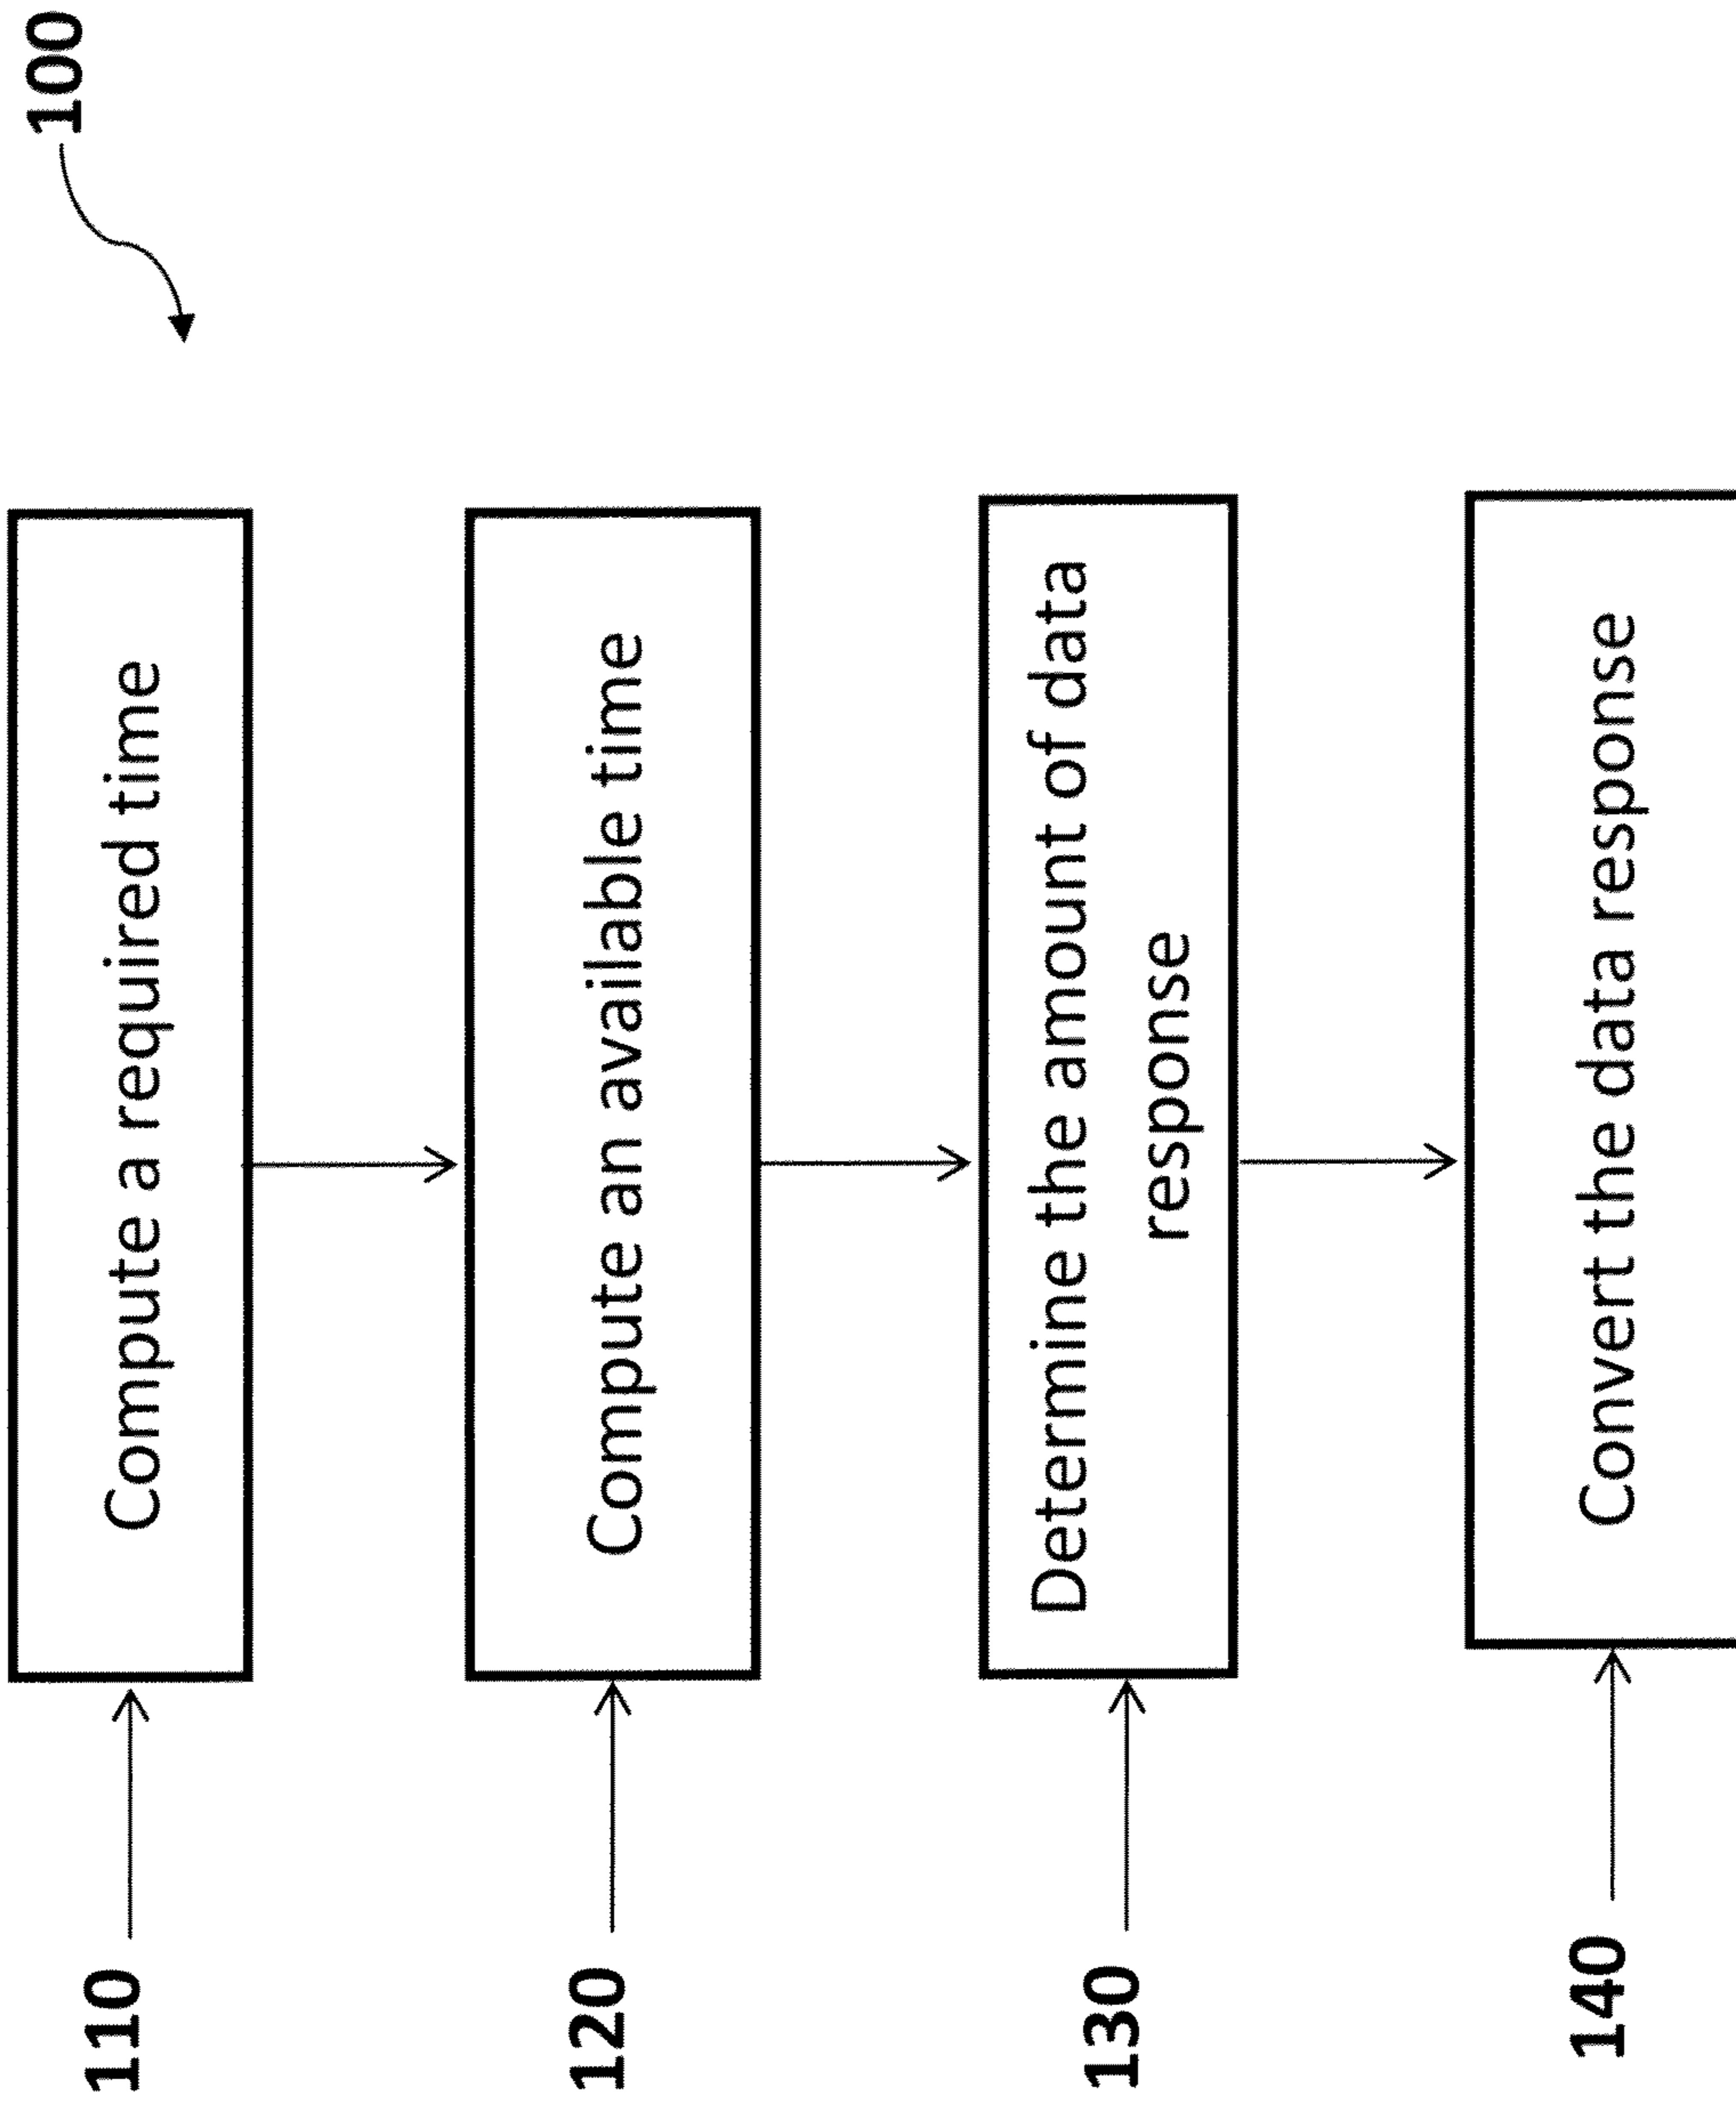 100
110
Compute a required time
120
Compute an available time
130
Determine the amount of data
response
140
Convert the data response